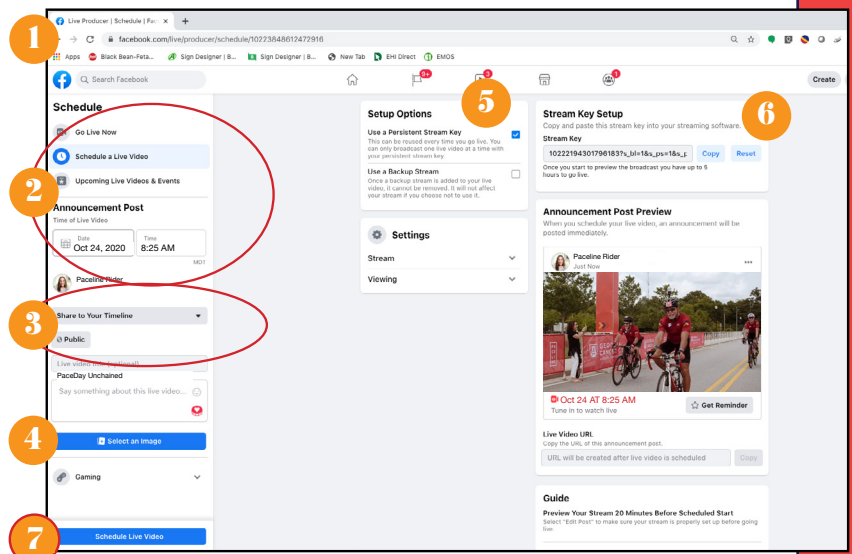 Live Producer | Schedule | Fac
1
facebook.com/live/producer/schedule/10223848612472916
Apps
Black Bean-Feta...
Sign Designer | B...
Sign Designer | B...
New Tab
EHI Direct
EMOS
Search Facebook
9+
3
1
Create
5
6
Schedule
Go Live Now
Schedule a Live Video
2
Upcoming Live Videos & Events
Announcement Post
Time of Live Video
Date
Oct 24, 2020
Time
8:25 AM
MDT
Paceline Rider
3
Share to Your Timeline
Public
Live video title (optional)
PaceDay Unchained
Say something about this live video...
4
Select an Image
Gaming
7
Schedule Live Video
Setup Options
Use a Persistent Stream Key
This can be reused every time you go live. You
can only broadcast one live video at a time with
your persistent stream key.
Use a Backup Stream
Once a backup stream is added to your live
video, it cannot be removed. It will not affect
your stream if you choose not to use it.
Settings
Stream
Viewing
Stream Key Setup
Copy and paste this stream key into your streaming software.
Stream Key
10222194301796183?s_bl=1&s_ps=1&s_p
Copy
Reset
Once you start to preview the broadcast you have up to 5
hours to go live.
Announcement Post Preview
When you schedule your live video, an announcement will be
posted immediately.
Paceline Rider
Just Now
Oct 24 AT 8:25 AM
Tune in to watch live
Get Reminder
Live Video URL
Copy the URL of this announcement post.
URL will be created after live video is scheduled
Copy
Guide
Preview Your Stream 20 Minutes Before Scheduled Start
Select "Edit Post" to make sure your stream is properly set up before going
live